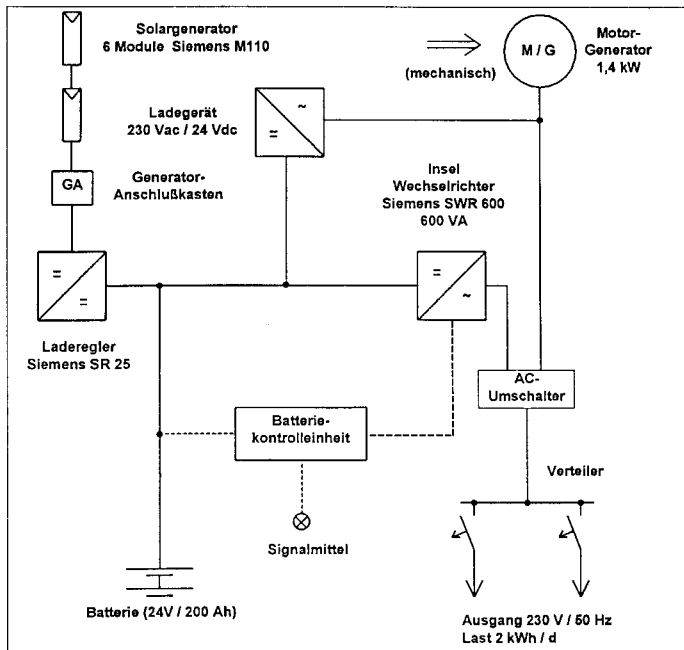 Solargenerator
6 Module Siemens M110
M / G
Motor-
Generator
1,4 kW
(mechanisch)
Ladegerät
230 Vac / 24 Vdc
~
=
GA
Generator-
Anschlußkasten
Insel
Wechselrichter
Siemens SWR 600
600 VA
=
=
=
~
Laderegler
Siemens SR 25
AC-
Umschalter
Batterie-
kontrolleinheit
Verteiler
Signalmittel
Batterie (24V / 200 Ah)
Ausgang 230 V / 50 Hz
Last 2 kWh / d